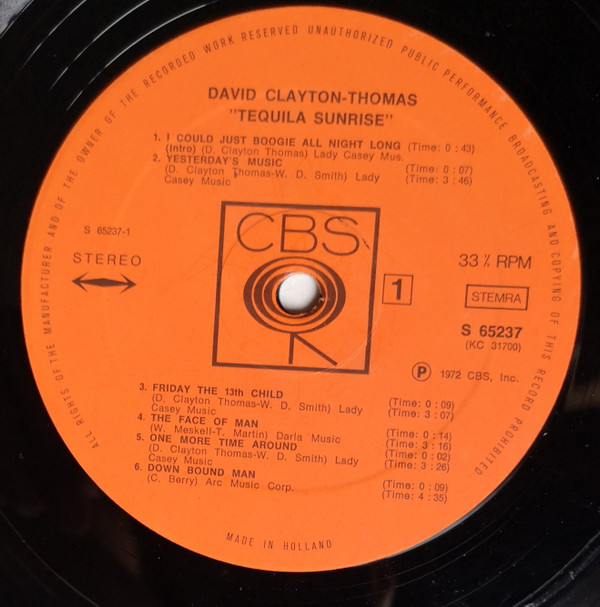 ALL RIGHTS OF THE MANUFACTURER AND OF THE OWNER OF THE RECORDED WORK RESERVED UNAUTHORIZED PUBLIC PERFORMANCE BROADCASTING AND COPYING OF THIS RECORD PROHIBITED
DAVID CLAYTON-THOMAS
"TEQUILA SUNRISE"
1. I COULD JUST BOOGIE ALL NIGHT LONG (Time: 0 : 43)
(Intro) (D. Clayton Thomas) Lady Casey Mus.
2. YESTERDAY'S MUSIC (Time: 0 : 07)
(D. Clayton Thomas-W. D. Smith) Lady (Time: 3 : 46)
Casey Music
S 65237-1
STEREO
CBS
33⅓ RPM
1
STEMRA
S 65237
(KC 31700)
Ⓟ 1972 CBS, Inc.
3. FRIDAY THE 13th CHILD (Time: 0 : 09)
(D. Clayton Thomas-W. D. Smith) Lady (Time: 3 : 07)
Casey Music
4. THE FACE OF MAN (Time: 0 : 14)
(W. Meskell-T. Martin) Darla Music (Time: 3 : 16)
5. ONE MORE TIME AROUND (Time: 0 : 02)
(D. Clayton Thomas-W. D. Smith) Lady (Time: 3 : 26)
Casey Music
6. DOWN BOUND MAN (Time: 0 : 09)
(C. Berry) Arc Music Corp. (Time: 4 : 35)
MADE IN HOLLAND